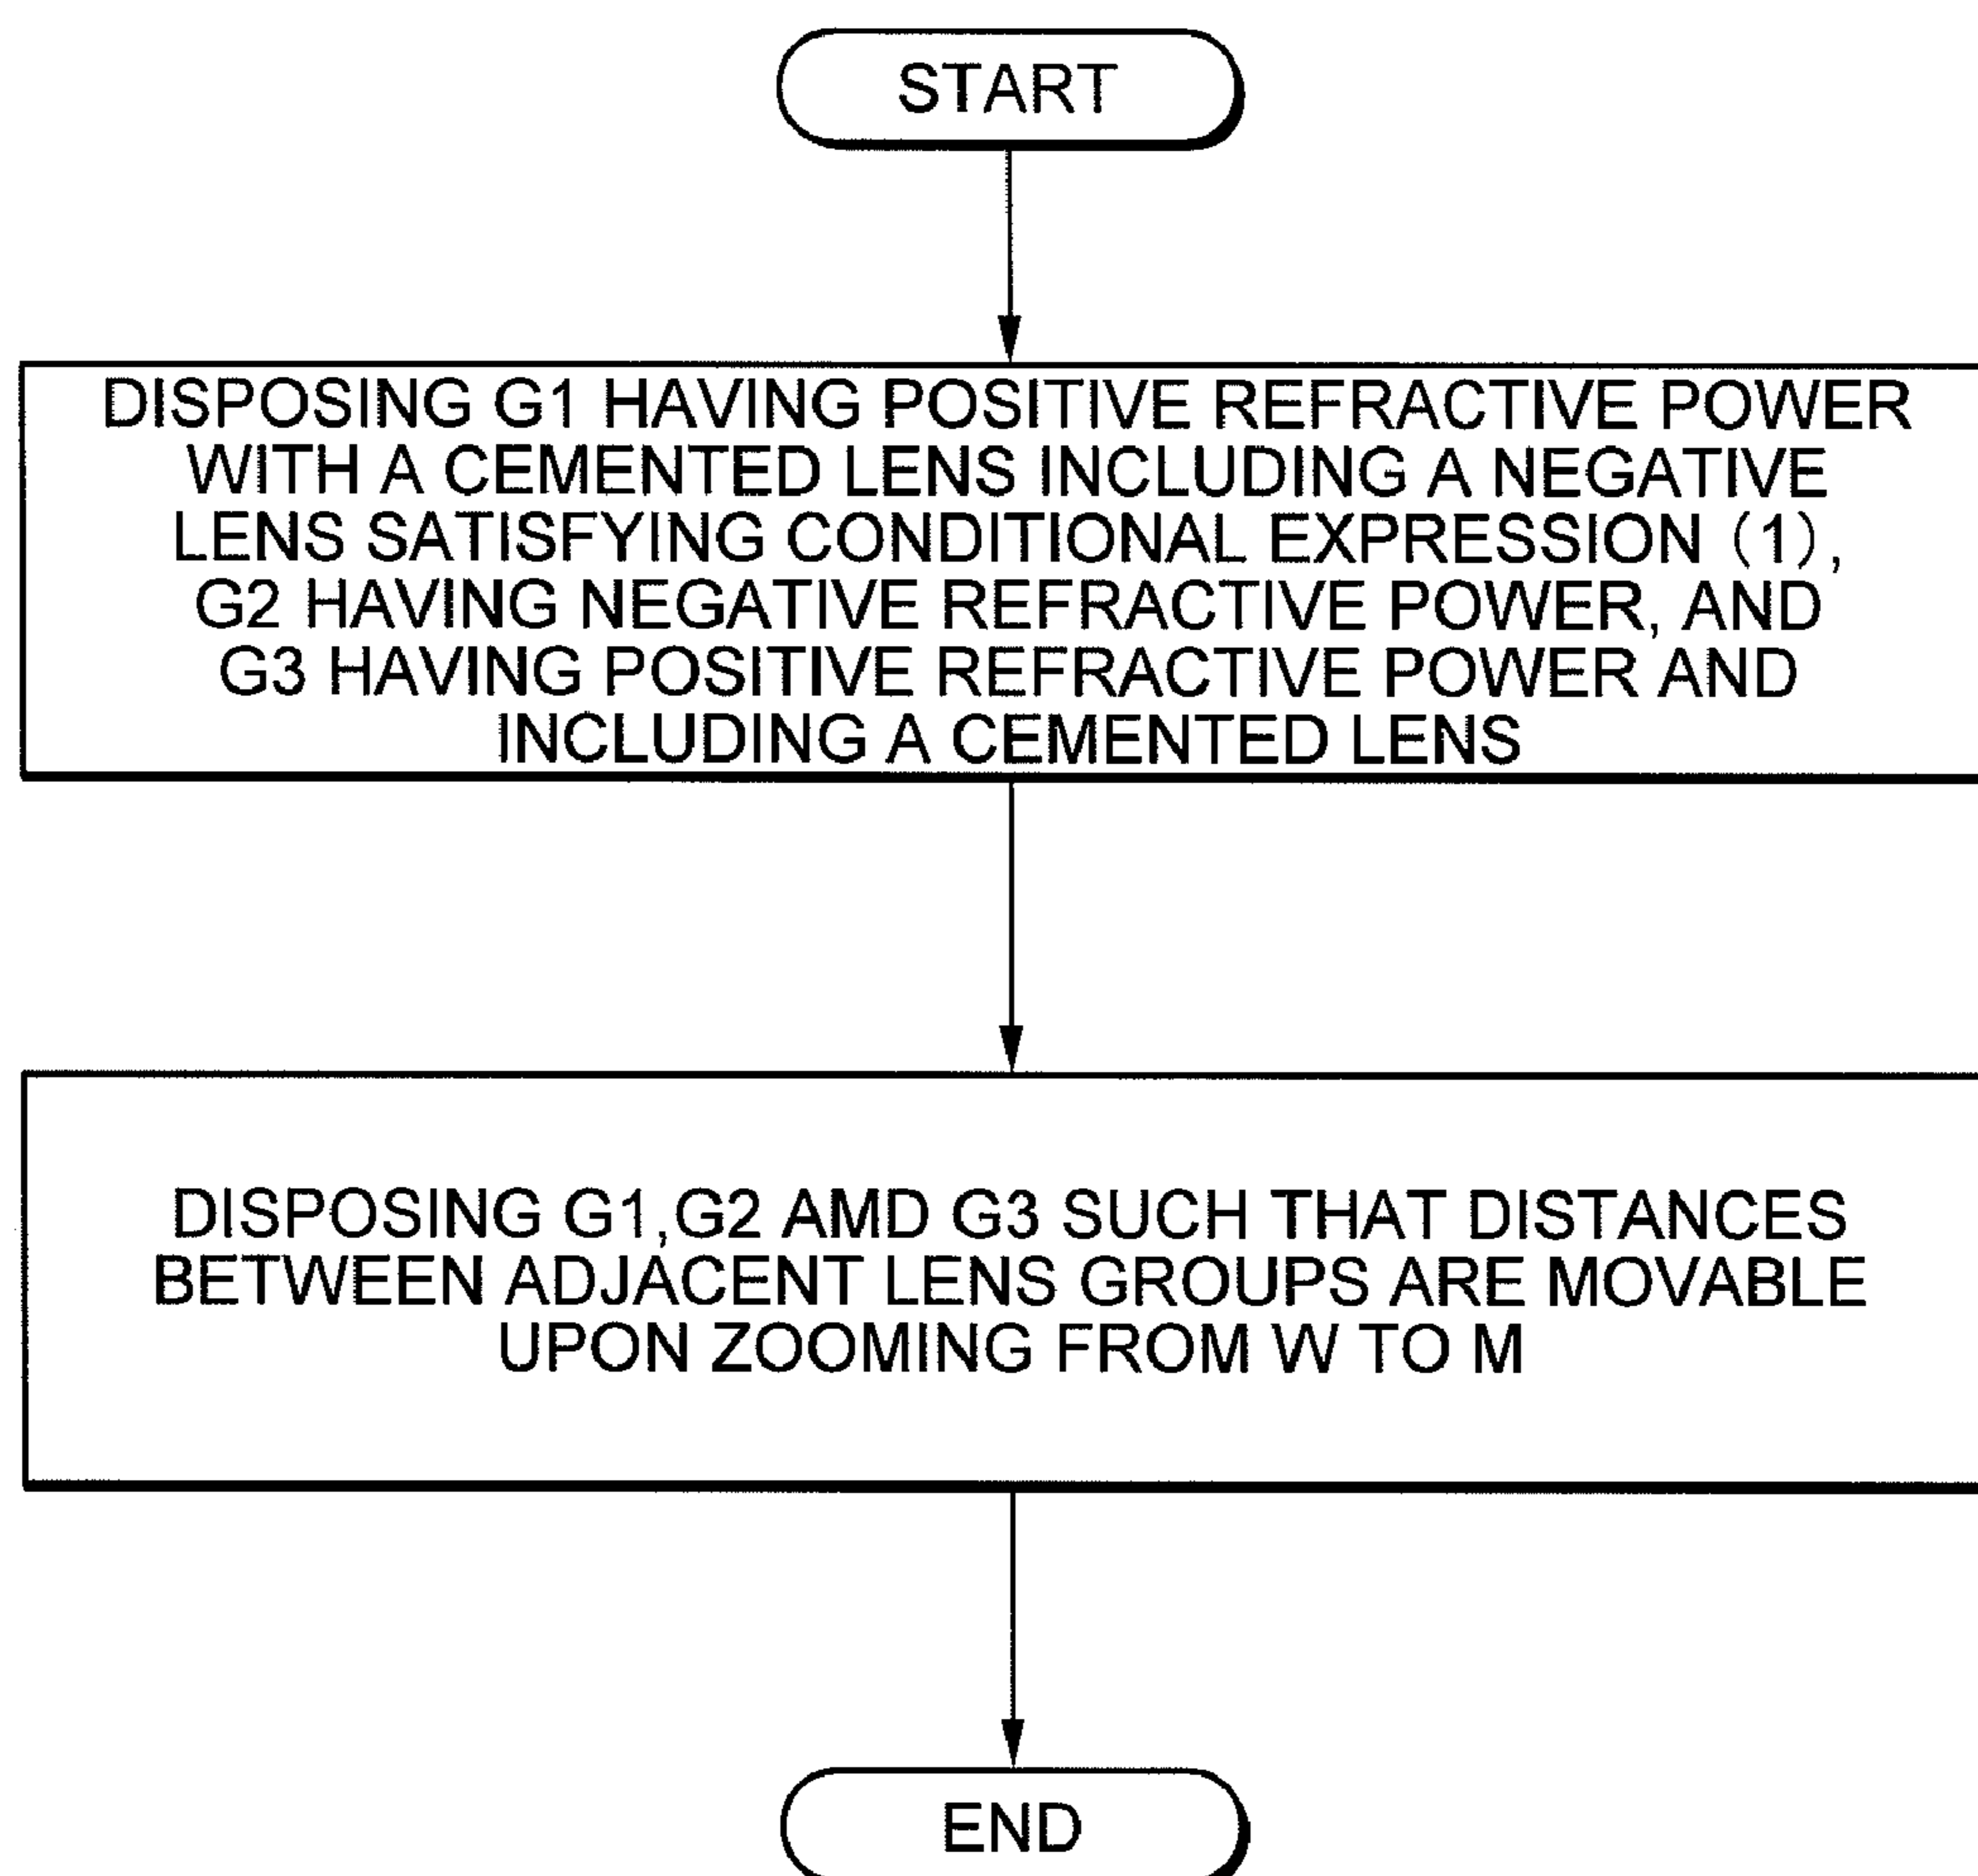 START
DISPOSING G1 HAVING POSITIVE REFRACTIVE POWER
WITH A CEMENTED LENS INCLUDING A NEGATIVE
LENS SATISFYING CONDITIONAL EXPRESSION (1),
G2 HAVING NEGATIVE REFRACTIVE POWER, AND
G3 HAVING POSITIVE REFRACTIVE POWER AND
INCLUDING A CEMENTED LENS
DISPOSING G1,G2 AMD G3 SUCH THAT DISTANCES
BETWEEN ADJACENT LENS GROUPS ARE MOVABLE
UPON ZOOMING FROM W TO M
END